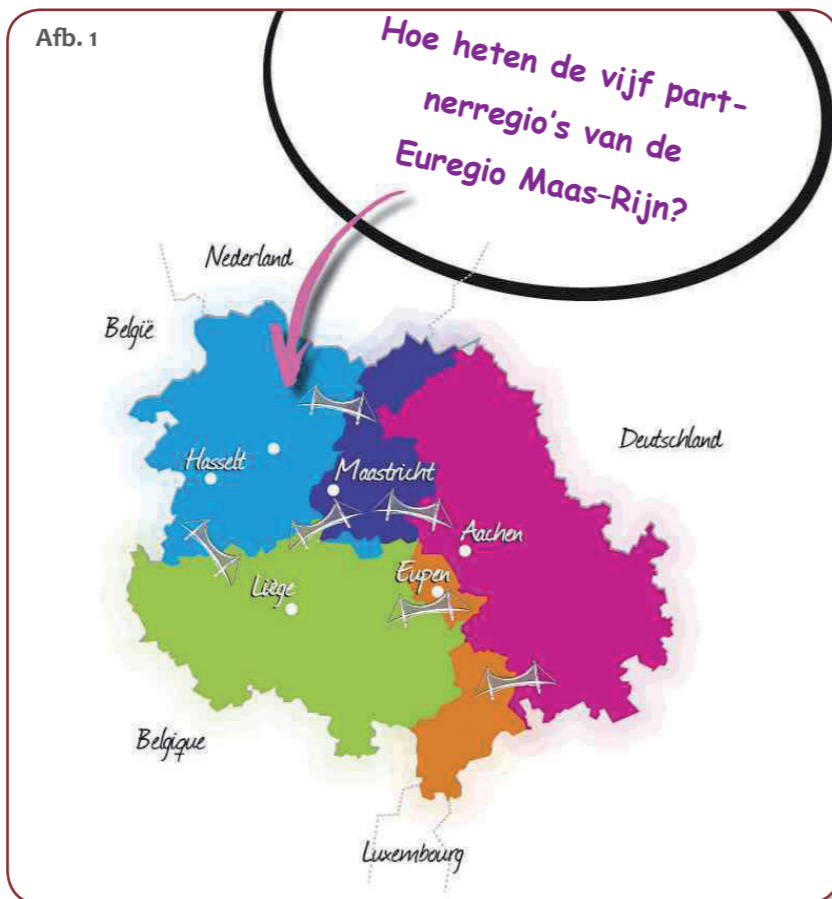 Afb. 1
Hoe heten de vijf part-
nerregio's van de
Euregio Maas-Rijn?
Nederland
België
Deutschland
Hasselt
Maastricht
Aachen
Eupen
Liège
Belgique
Luxembourg